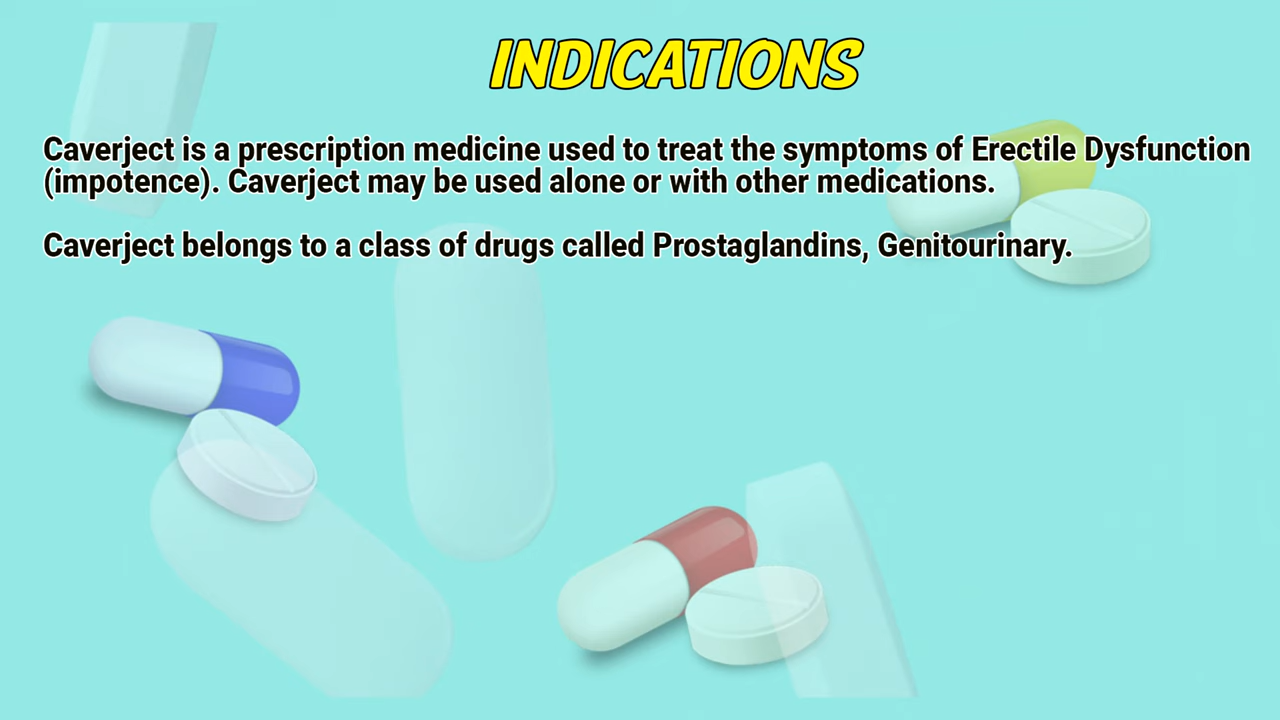 INDICATIONS
Caverject is a prescription medicine used to treat the symptoms of Erectile Dysfunction
(impotence). Caverject may be used alone or with other medications.
Caverject belongs to a class of drugs called Prostaglandins, Genitourinary.